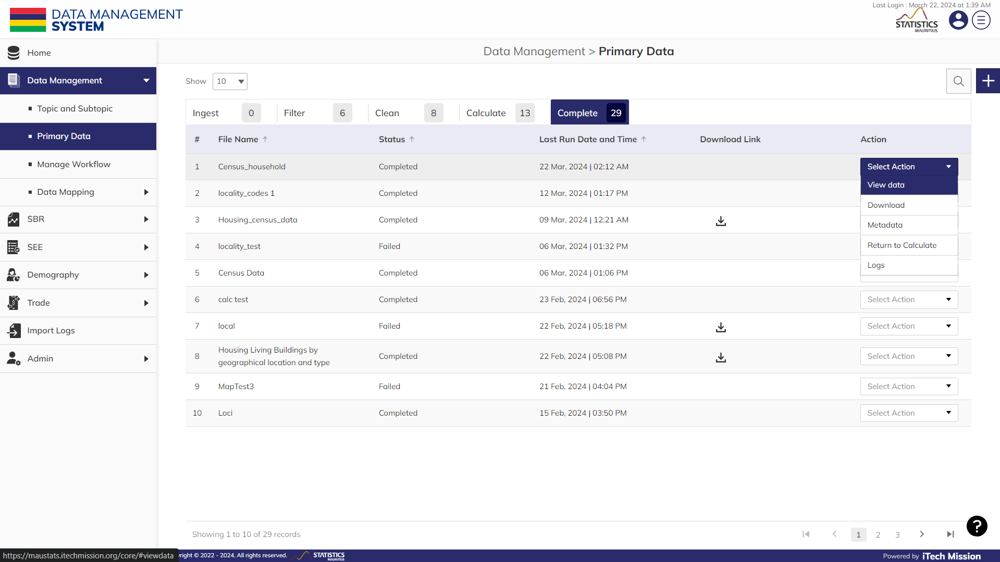 Last Login : March 22, 2024 at 1:39 AM
DATA MANAGEMENT
SYSTEM
STATISTICS
MAURITIUS
Home
Data Management > Primary Data
Data Management
Topic and Subtopic
Primary Data
Manage Workflow
Data Mapping
SBR
SEE
Demography
Trade
Import Logs
Admin
Show 10
Ingest 0 Filter 6 Clean 8 Calculate 13 Complete 29
# File Name Status Last Run Date and Time Download Link Action
1 Census_household Completed 22 Mar, 2024 | 02:12 AM Select Action
2 locality_codes 1 Completed 12 Mar, 2024 | 01:17 PM
3 Housing_census_data Completed 09 Mar, 2024 | 12:21 AM
4 locality_test Failed 06 Mar, 2024 | 01:32 PM
5 Census Data Completed 06 Mar, 2024 | 01:06 PM
View data
Download
Metadata
Return to Calculate
Logs
6 calc test Completed 23 Feb, 2024 | 06:56 PM Select Action
7 local Failed 22 Feb, 2024 | 05:18 PM Select Action
8 Housing Living Buildings by
geographical location and type Completed 22 Feb, 2024 | 05:08 PM Select Action
9 MapTest3 Failed 21 Feb, 2024 | 04:04 PM Select Action
10 Loci Completed 15 Feb, 2024 | 03:50 PM Select Action
Showing 1 to 10 of 29 records
1 2 3
?
https://maustats.itechmission.org/core/#viewdata
right © 2022 - 2024. All rights reserved.
STATISTICS
MAURITIUS
Powered by iTech Mission